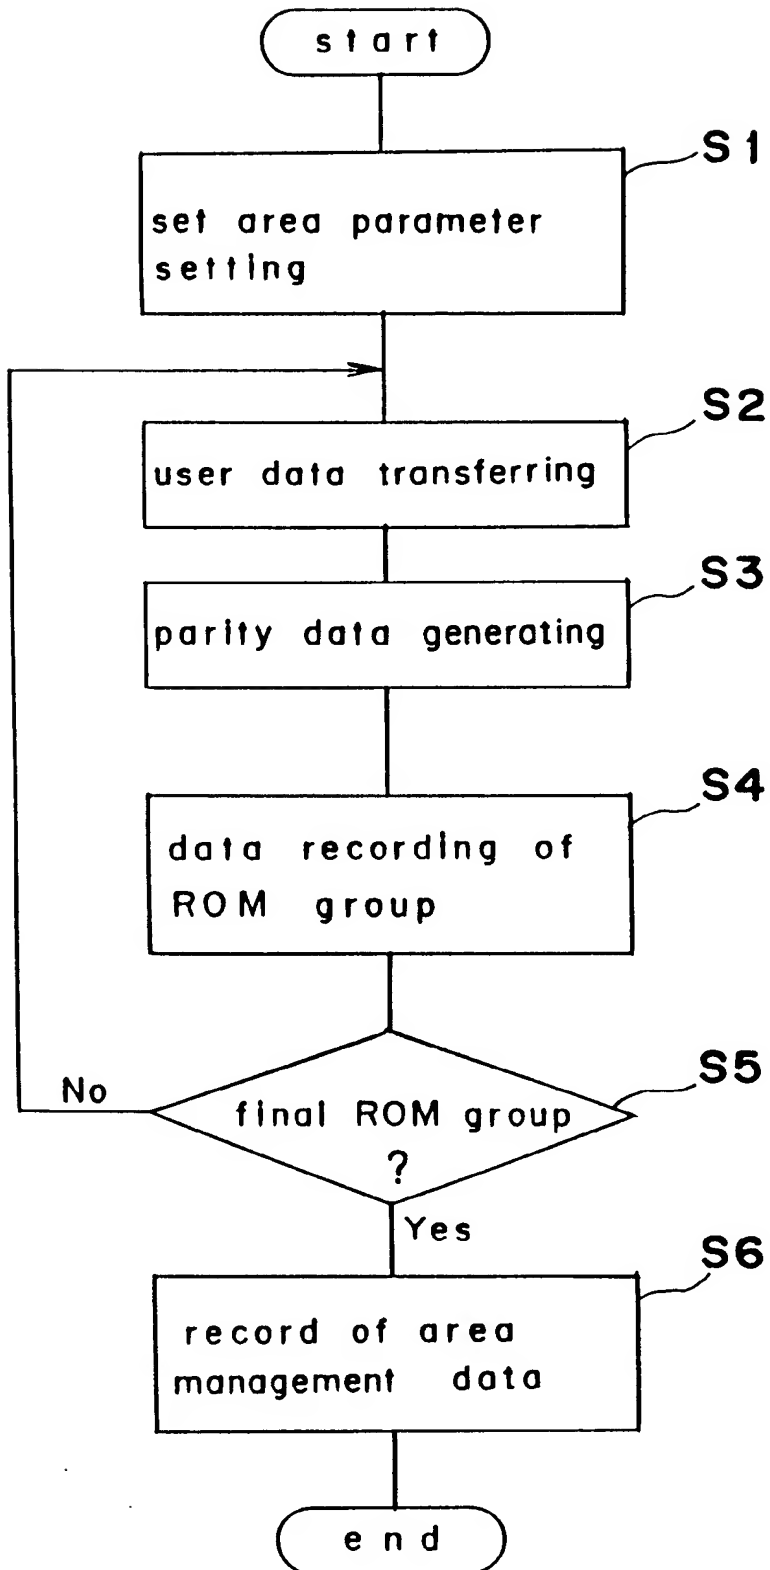 start
S1
set area parameter
setting
S2
user data transferring
S3
parity data generating
S4
data recording of
ROM group
S5
No
final ROM group
?
Yes
S6
record of area
management data
end